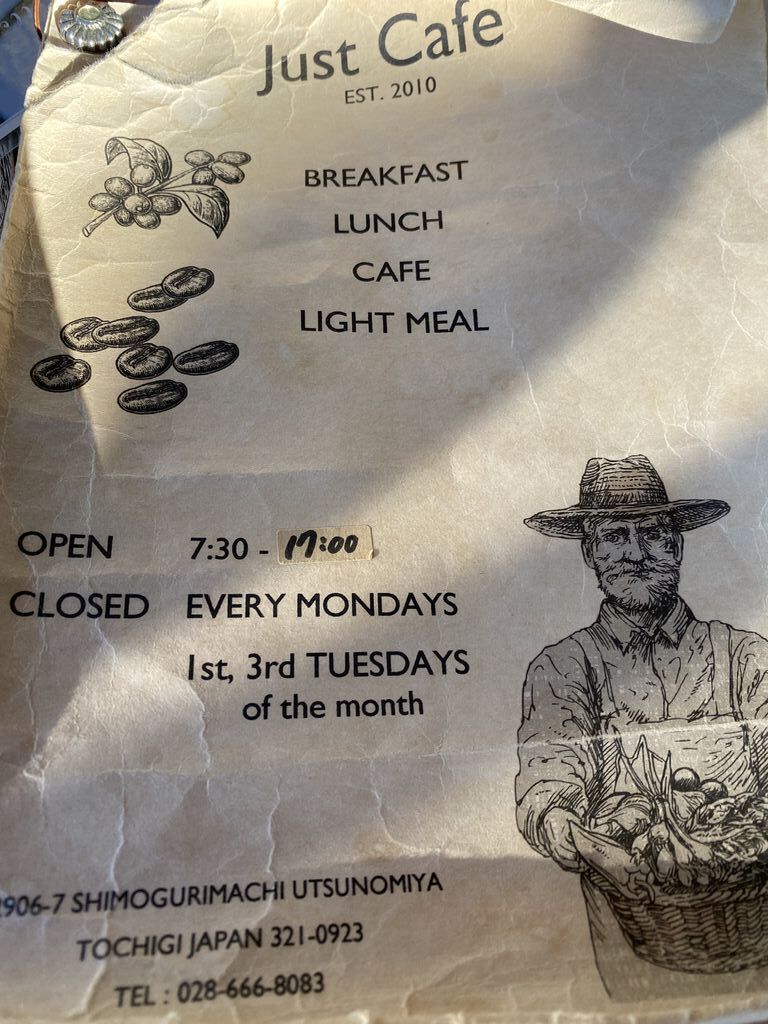 Just Cafe
EST. 2010
BREAKFAST
LUNCH
CAFE
LIGHT MEAL
OPEN 7:30 - 17:00
CLOSED EVERY MONDAYS
1st, 3rd TUESDAYS
of the month
2906-7 SHIMOGURIMACHI UTSUNOMIYA
TOCHIGI JAPAN 321-0923
TEL : 028-666-8083